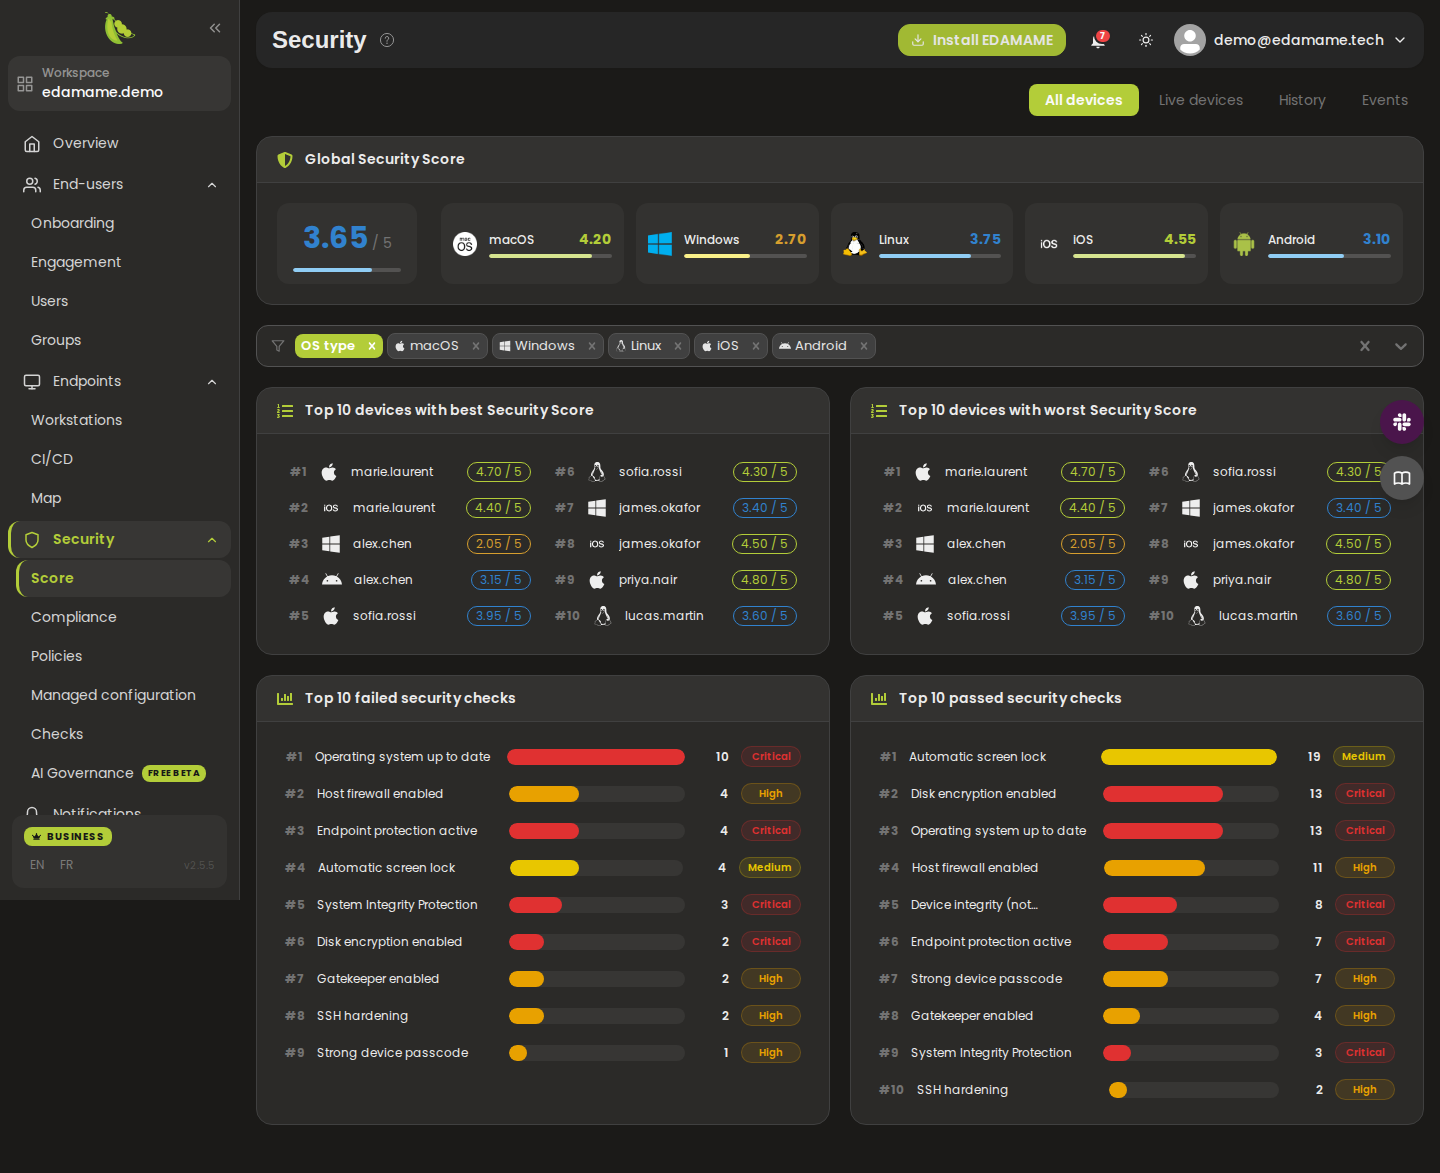 Security
Install EDAMAME
7
demo@edamame.tech
Workspace
edamame.demo
Overview
End-users
Onboarding
Engagement
Users
Groups
Endpoints
Workstations
CI/CD
Map
Security
Score
Compliance
Policies
Managed configuration
Checks
AI Governance FREE BETA
Notifications
BUSINESS
EN FR v2.5.5
All devices Live devices History Events
Global Security Score
3.65 / 5
mac OS macOS 4.20
Windows 2.70
Linux 3.75
iOS iOS 4.55
Android 3.10
OS type x macOS x Windows x Linux x iOS x Android x
Top 10 devices with best Security Score
#1 marie.laurent 4.70 / 5
#2 iOS marie.laurent 4.40 / 5
#3 alex.chen 2.05 / 5
#4 alex.chen 3.15 / 5
#5 sofia.rossi 3.95 / 5
#6 sofia.rossi 4.30 / 5
#7 james.okafor 3.40 / 5
#8 iOS james.okafor 4.50 / 5
#9 priya.nair 4.80 / 5
#10 lucas.martin 3.60 / 5
Top 10 devices with worst Security Score
#1 marie.laurent 4.70 / 5
#2 iOS marie.laurent 4.40 / 5
#3 alex.chen 2.05 / 5
#4 alex.chen 3.15 / 5
#5 sofia.rossi 3.95 / 5
#6 sofia.rossi 4.30 / 5
#7 james.okafor 3.40 / 5
#8 iOS james.okafor 4.50 / 5
#9 priya.nair 4.80 / 5
#10 lucas.martin 3.60 / 5
Top 10 failed security checks
#1 Operating system up to date 10 Critical
#2 Host firewall enabled 4 High
#3 Endpoint protection active 4 Critical
#4 Automatic screen lock 4 Medium
#5 System Integrity Protection 3 Critical
#6 Disk encryption enabled 2 Critical
#7 Gatekeeper enabled 2 High
#8 SSH hardening 2 High
#9 Strong device passcode 1 High
Top 10 passed security checks
#1 Automatic screen lock 19 Medium
#2 Disk encryption enabled 13 Critical
#3 Operating system up to date 13 Critical
#4 Host firewall enabled 11 High
#5 Device integrity (not... 8 Critical
#6 Endpoint protection active 7 Critical
#7 Strong device passcode 7 High
#8 Gatekeeper enabled 4 High
#9 System Integrity Protection 3 Critical
#10 SSH hardening 2 High